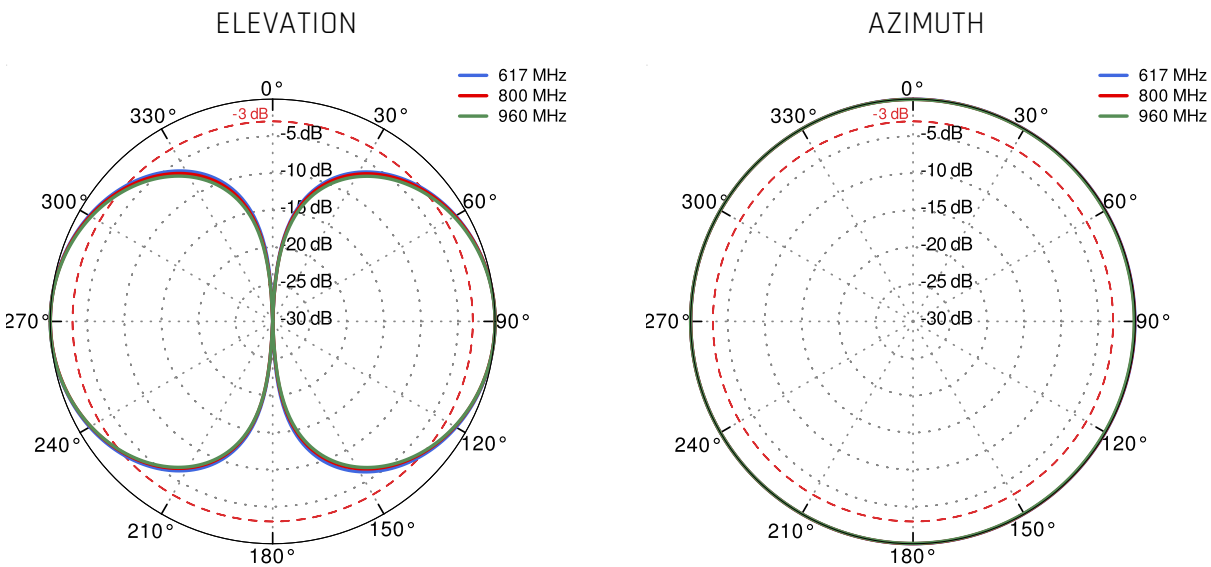 ELEVATION
617 MHz
800 MHz
960 MHz
0°
330°
-3 dB
30°
-5 dB
-10 dB
300°
-15 dB
60°
-20 dB
-25 dB
270°
-30 dB
90°
240°
120°
210°
150°
180°
AZIMUTH
617 MHz
800 MHz
960 MHz
0°
330°
-3 dB
30°
-5 dB
-10 dB
300°
-15 dB
60°
-20 dB
-25 dB
270°
-30 dB
90°
240°
120°
210°
150°
180°